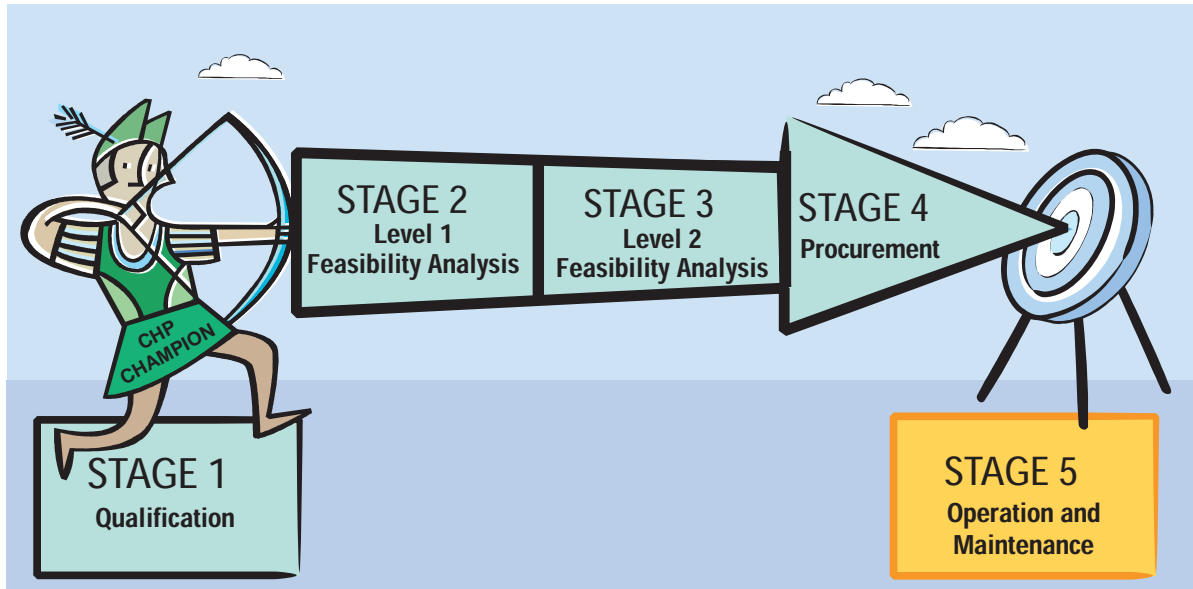 CHP
CHAMPION
STAGE 1
Qualification
STAGE 2
Level 1
Feasibility Analysis
STAGE 3
Level 2
Feasibility Analysis
STAGE 4
Procurement
STAGE 5
Operation and
Maintenance